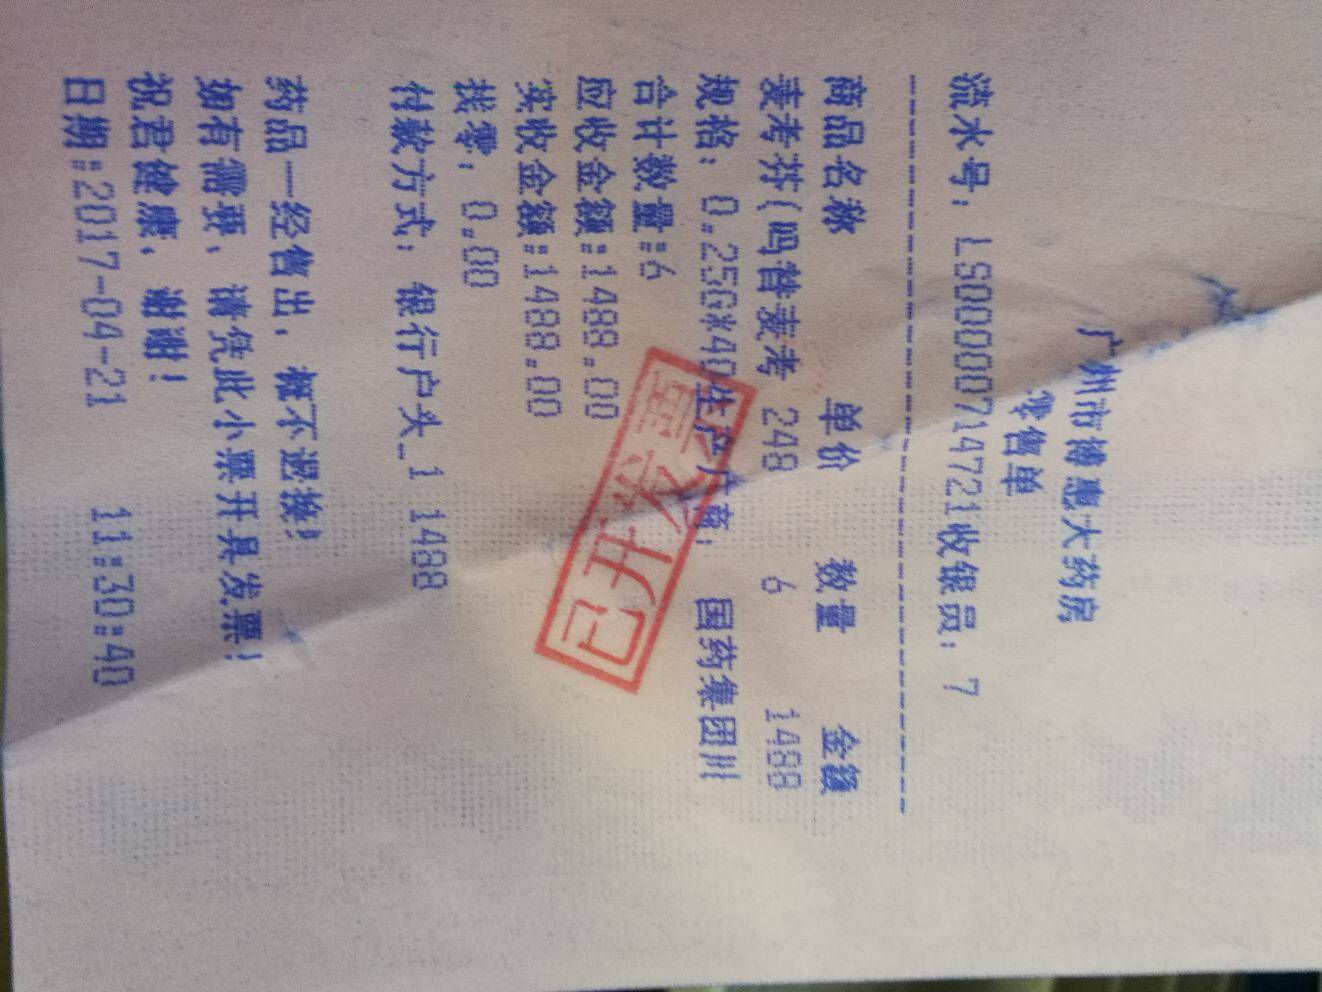 广州市博惠大药房
零售单
流水号: LS00000714721收银员: 7
商品名称 单价 数量 金额
麦考芬(吗替麦考 248 6 1488
规格: 0.25G*40生产厂商: 国药集团川
合计数量:6
应收金额:1488.00
实收金额:1488.00
找零: 0.00
付款方式: 银行户头_1 1488
药品一经售出, 概不退换!
如有需要、请凭此小票开具发票!
祝君健康, 谢谢!
日期:2017-04-21 11:30:40
已开发票